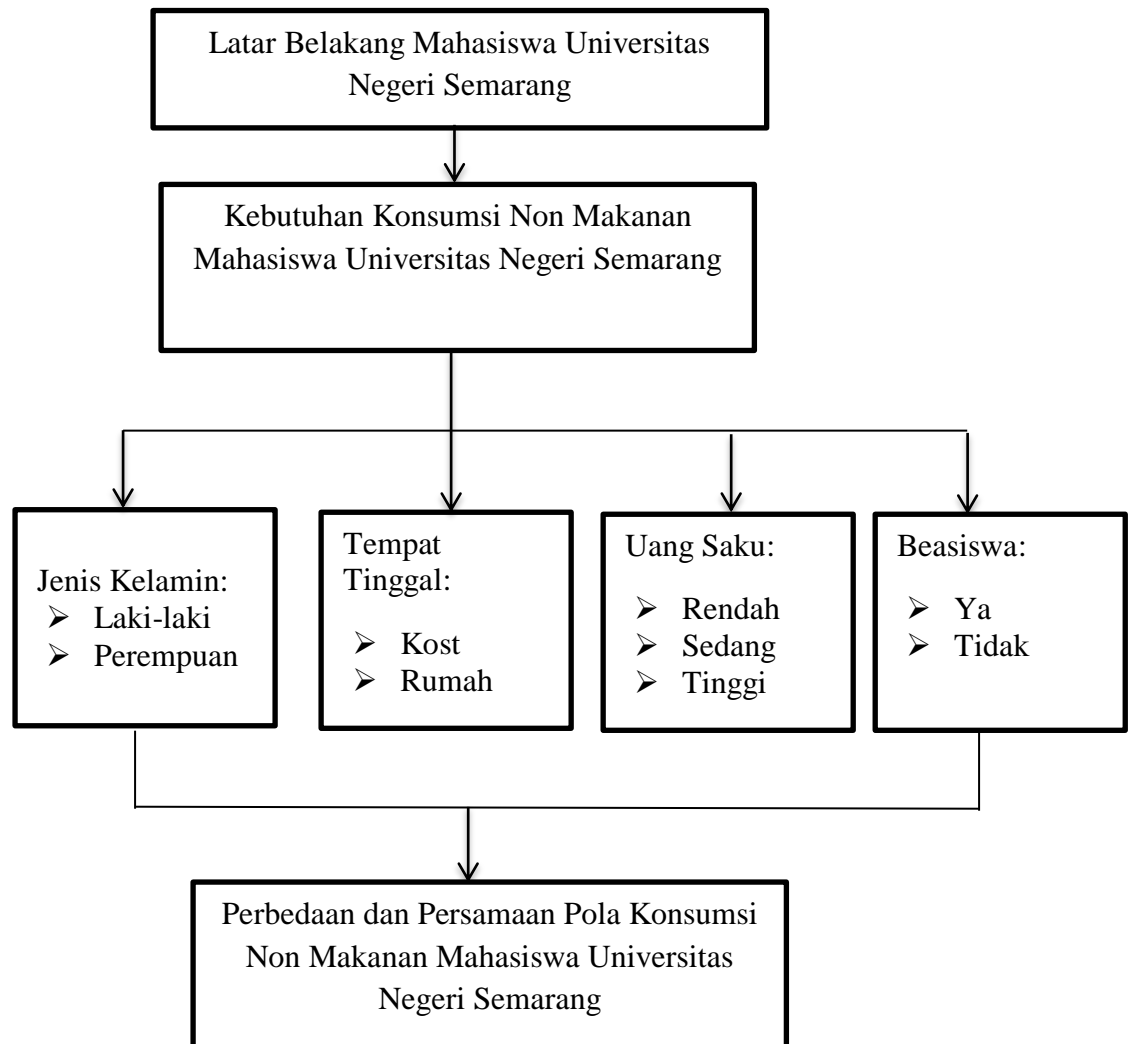 Latar Belakang Mahasiswa Universitas
Negeri Semarang
Kebutuhan Konsumsi Non Makanan
Mahasiswa Universitas Negeri Semarang
Jenis Kelamin:
➢ Laki-laki
➢ Perempuan
Tempat
Tinggal:
➢ Kost
➢ Rumah
Uang Saku:
➢ Rendah
➢ Sedang
➢ Tinggi
Beasiswa:
➢ Ya
➢ Tidak
Perbedaan dan Persamaan Pola Konsumsi
Non Makanan Mahasiswa Universitas
Negeri Semarang